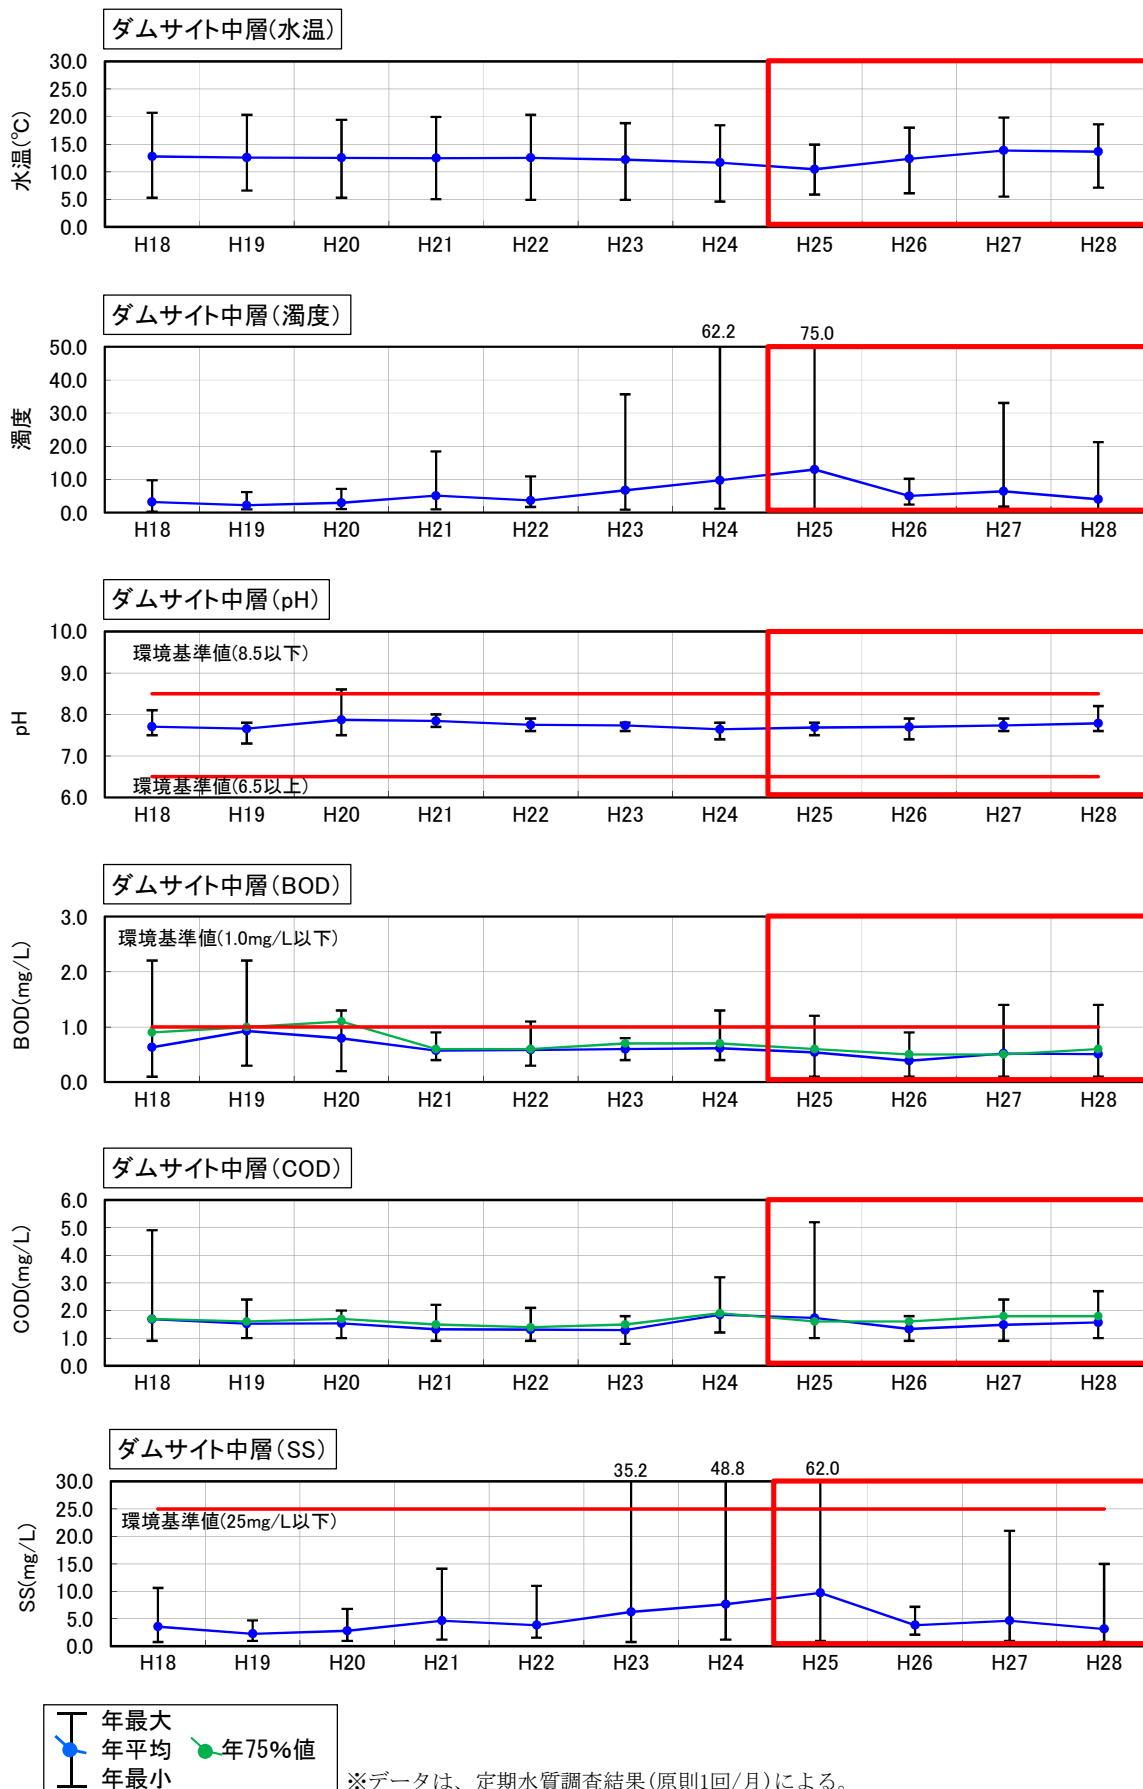 ダムサイト中層(水温)
30.0
25.0
20.0
15.0
10.0
5.0
0.0
水温(℃)
H18 H19 H20 H21 H22 H23 H24 H25 H26 H27 H28
ダムサイト中層(濁度)
62.2 75.0
50.0
40.0
30.0
20.0
10.0
0.0
濁度
H18 H19 H20 H21 H22 H23 H24 H25 H26 H27 H28
ダムサイト中層(pH)
10.0
9.0
8.0
7.0
6.0
pH
環境基準値(8.5以下)
環境基準値(6.5以上)
H18 H19 H20 H21 H22 H23 H24 H25 H26 H27 H28
ダムサイト中層(BOD)
3.0
2.0
1.0
0.0
BOD(mg/L)
環境基準値(1.0mg/L以下)
H18 H19 H20 H21 H22 H23 H24 H25 H26 H27 H28
ダムサイト中層(COD)
6.0
5.0
4.0
3.0
2.0
1.0
0.0
COD(mg/L)
H18 H19 H20 H21 H22 H23 H24 H25 H26 H27 H28
ダムサイト中層(SS)
35.2 48.8 62.0
30.0
25.0
20.0
15.0
10.0
5.0
0.0
SS(mg/L)
環境基準値(25mg/L以下)
H18 H19 H20 H21 H22 H23 H24 H25 H26 H27 H28
年最大
年平均 年75%値
年最小
※データは、定期水質調査結果(原則1回/月)による。